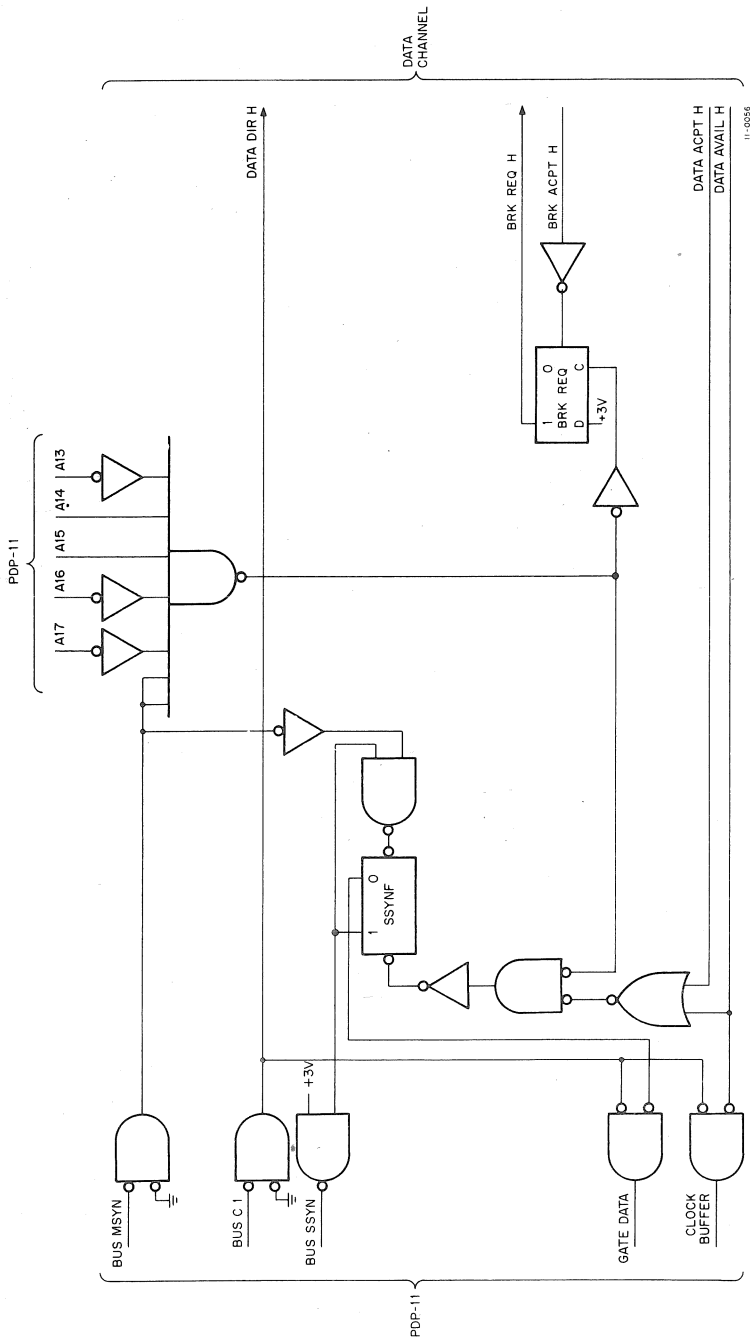 PDP-11
A17
A16
A15
A14
A13
BUS MSYN
BUS C 1
DATA DIR H
+3V
BUS SSYN
1
0
SSYNF
BRK REQ H
BRK ACPT H
1
0
BRK REQ
D
C
+3V
GATE DATA
CLOCK
BUFFER
DATA ACPT H
DATA AVAIL H
PDP-11
DATA
CHANNEL
11-0056